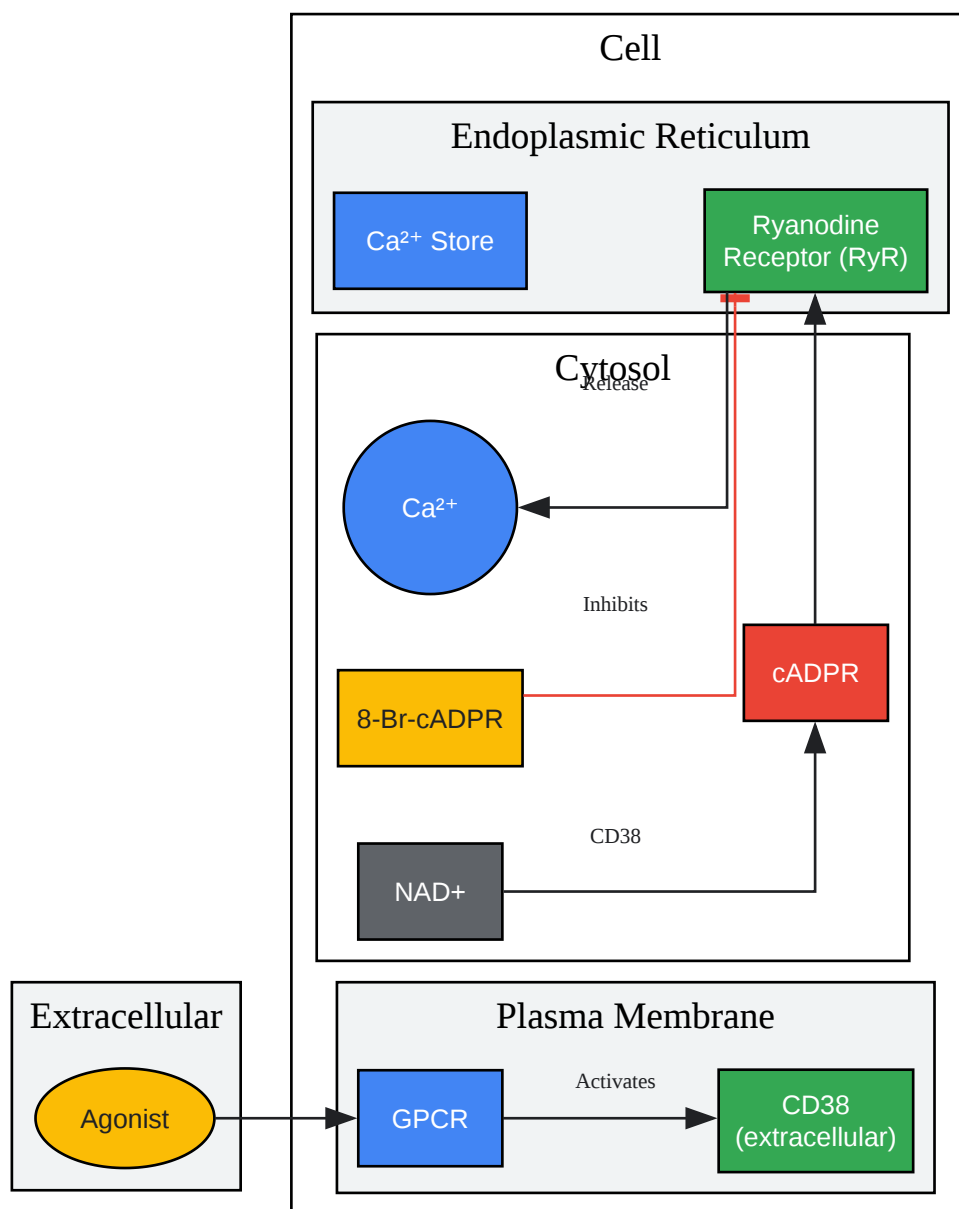 Cell
Endoplasmic Reticulum
Ca²⁺ Store
Ryanodine
Receptor (RyR)
Cytosol
Release
Ca²⁺
Inhibits
8-Br-cADPR
cADPR
CD38
NAD+
Extracellular
Agonist
Plasma Membrane
GPCR
Activates
CD38
(extracellular)